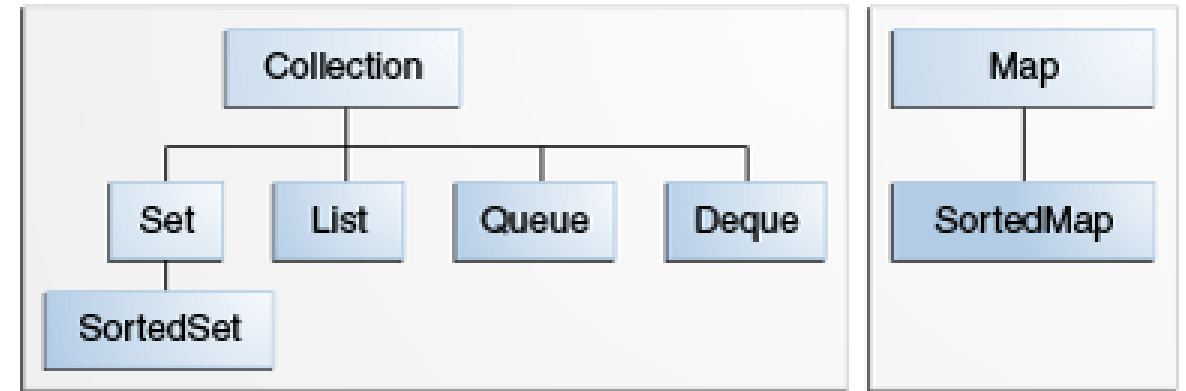 Collection
Map
Set
List
Queue
Deque
SortedMap
SortedSet